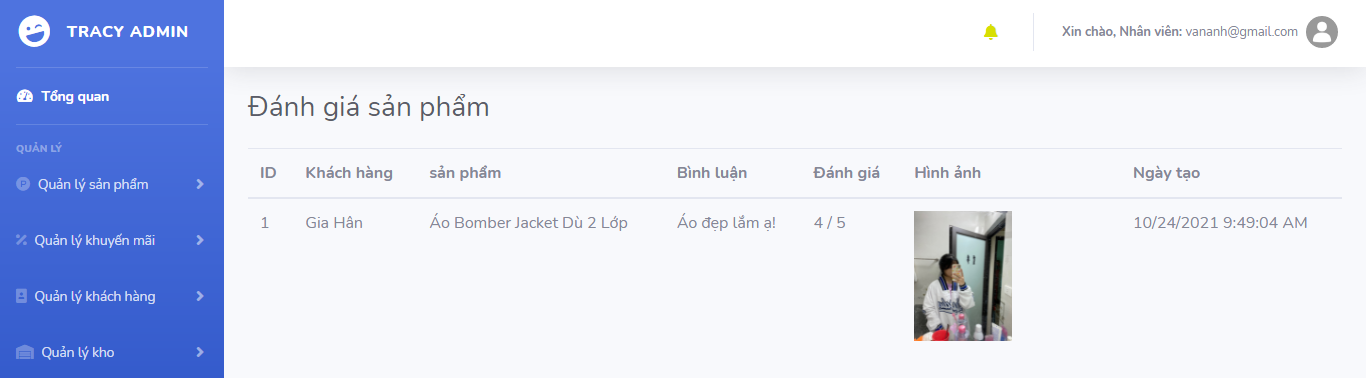 TRACY ADMIN
Xin chào, Nhân viên: vananh@gmail.com
Tổng quan
QUẢN LÝ
Quản lý sản phẩm
Quản lý khuyến mãi
Quản lý khách hàng
Quản lý kho
Đánh giá sản phẩm
ID Khách hàng sản phẩm Bình luận Đánh giá Hình ảnh Ngày tạo
1 Gia Hân Áo Bomber Jacket Dù 2 Lớp Áo đẹp lắm ạ! 4 / 5 10/24/2021 9:49:04 AM